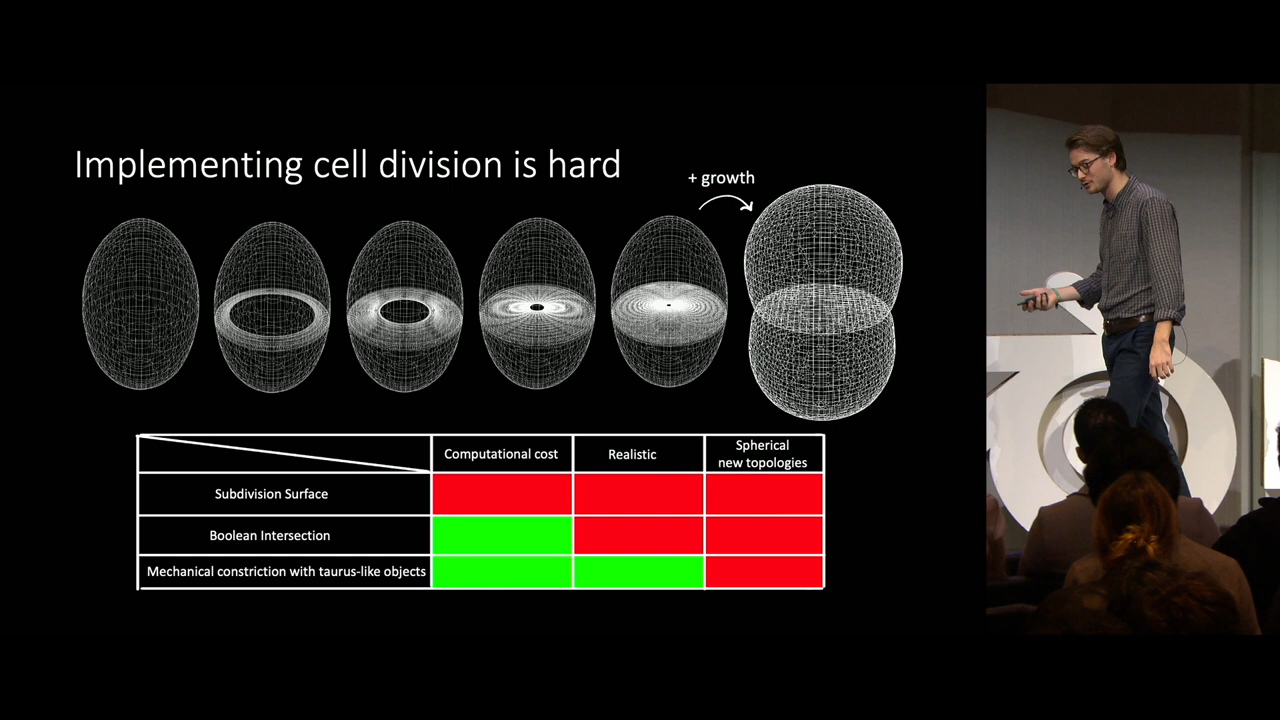 Implementing cell division is hard
+ growth
Computational cost
Realistic
Spherical
new topologies
Subdivision Surface
Boolean Intersection
Mechanical constriction with taurus-like objects